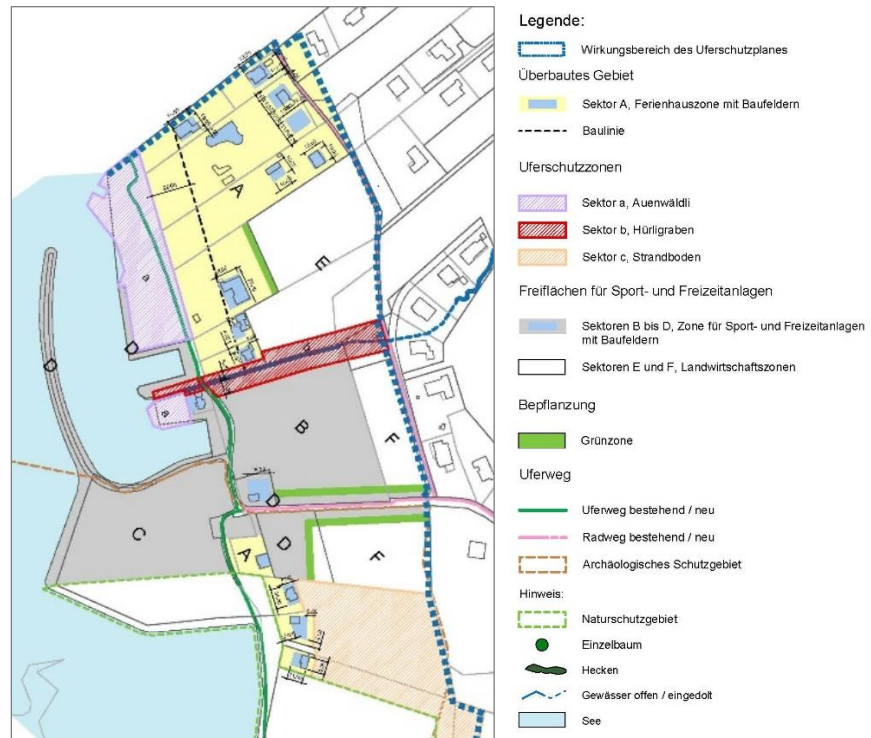 Legende:
Wirkungsbereich des Uferschutzplanes
Überbautes Gebiet
Sektor A, Ferienhauszone mit Baufeldern
Baulinie
Uferschutzzonen
Sektor a, Auenwäldli
Sektor b, Hürligraben
Sektor c, Strandboden
Freiflächen für Sport- und Freizeitanlagen
Sektoren B bis D, Zone für Sport- und Freizeitanlagen
mit Baufeldern
Sektoren E und F, Landwirtschaftszonen
Bepflanzung
Grünzone
Uferweg
Uferweg bestehend / neu
Radweg bestehend / neu
Archäologisches Schutzgebiet
Hinweis:
Naturschutzgebiet
Einzelbaum
Hecken
Gewässer offen / eingedolt
See
A
E
a
D
D
a
B
F
D
C
A
D
F